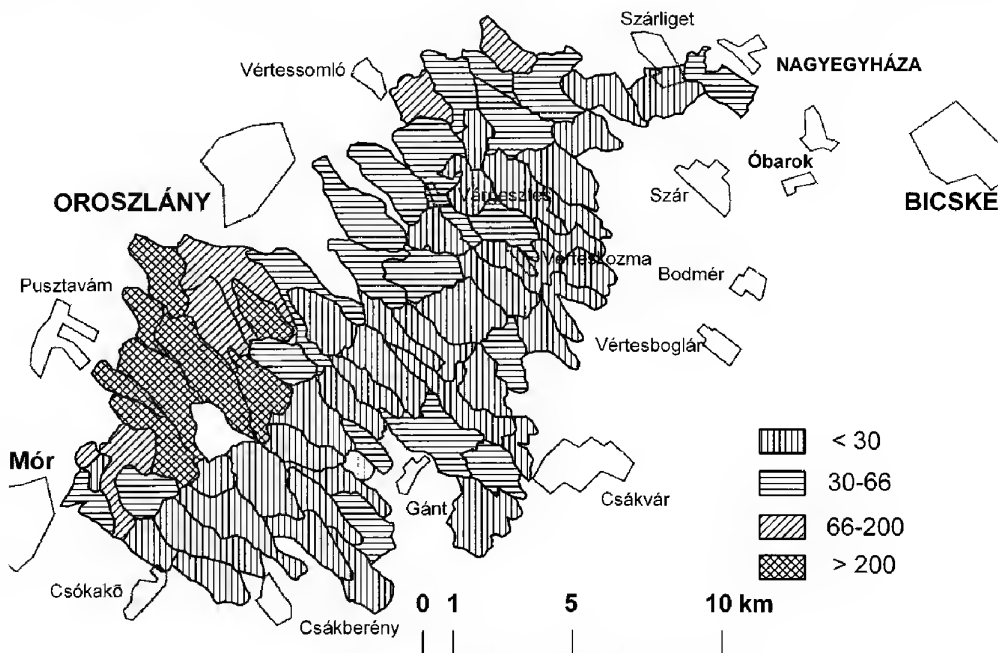 Szárliget
Vértessomló
NAGYEGYHÁZA
Óbarok
OROSZLÁNY
Várgesztes
Szár
BICSKE
Vérteskozma
Bodmér
Pusztavám
Vértesboglár
Mór
< 30
30-66
66-200
> 200
Gánt
Csákvár
Csókakő
Csákberény
0 1 5 10 km